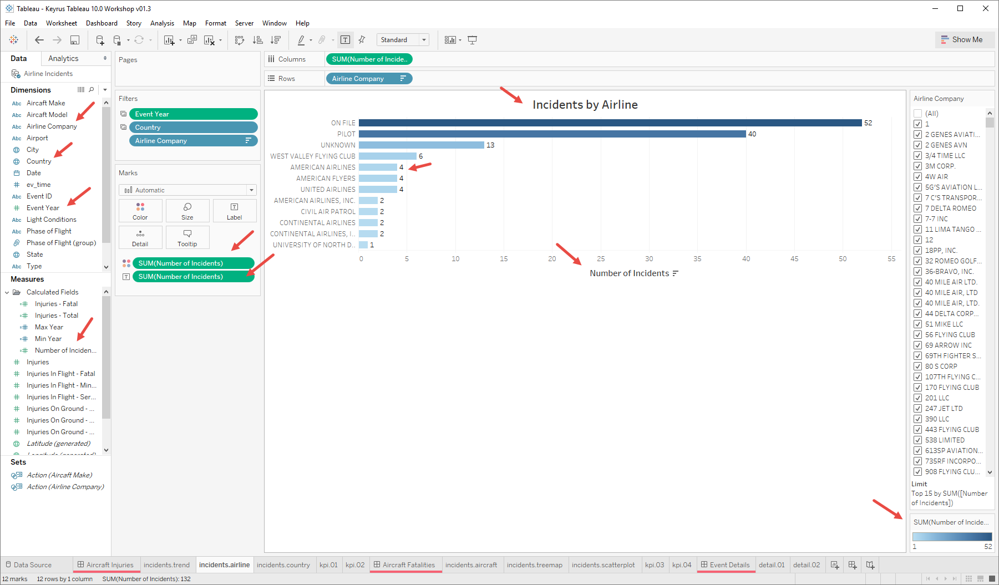 Tableau - Keyrus Tableau 10.0 Workshop v01.3
File Data Worksheet Dashboard Story Analysis Map Format Server Window Help
Standard
Show Me
Data Analytics
Airline Incidents
Dimensions
Abc Aircaft Make
Abc Aircaft Model
Abc Airline Company
Abc Airport
City
Country
Date
# ev_time
Abc Event ID
# Event Year
Abc Light Conditions
Abc Phase of Flight
Phase of Flight (group)
State
Abc Type
Measures
Calculated Fields
=# Injuries - Fatal
=# Injuries - Total
=# Max Year
=# Min Year
=# Number of Inciden...
# Injuries
# Injuries In Flight - Fatal
# Injuries In Flight - Min...
# Injuries In Flight - Ser...
# Injuries On Ground - ...
# Injuries On Ground - ...
# Injuries On Ground - ...
Latitude (generated)
Longitude (generated)
Sets
Action (Aircaft Make)
Action (Airline Company)
Pages
Filters
Event Year
Country
Airline Company
Marks
Automatic
Color Size Label
Detail Tooltip
SUM(Number of Incidents)
SUM(Number of Incidents)
Columns SUM(Number of Incide..
Rows Airline Company
Incidents by Airline
ON FILE 52
PILOT 40
UNKNOWN 13
WEST VALLEY FLYING CLUB 6
AMERICAN AIRLINES 4
AMERICAN FLYERS 4
UNITED AIRLINES 4
AMERICAN AIRLINES, INC. 2
CIVIL AIR PATROL 2
CONTINENTAL AIRLINES 2
CONTINENTAL AIRLINES, I.. 2
UNIVERSITY OF NORTH D.. 1
0 5 10 15 20 25 30 35 40 45 50 55
Number of Incidents
Airline Company
(All)
1
2 GENES AVIATI...
2 GENES AVN
3/4 TIME LLC
3M CORP.
4W AIR
5G'S AVIATION L...
7 C'S TRANSPOR...
7 DELTA ROMEO
7-7 INC
11 LIMA TANGO ...
12
18PP, INC.
32 ROMEO GOLF...
36-BRAVO, INC.
40 MILE AIR LTD.
40 MILE AIR, LTD
40 MILE AIR, LTD.
44 DELTA CORP...
51 MIKE LLC
56 FLYING CLUB
69 ARROW INC
69TH FIGHTER S...
80 S CORP
107TH FLYING C...
170 FLYING CLUB
201 LLC
247 JET LTD
390 LLC
443 FLYING CLUB
538 LIMITED
613SP AVIATION...
735RF INCORPO...
908 FLYING CLU...
Limit
Top 15 by SUM([Number
of Incidents])
SUM(Number of Incide...
1 52
Data Source Aircraft Injuries incidents.trend incidents.airline incidents.country kpi.01 kpi.02 Aircraft Fatalities incidents.aircraft incidents.treemap incidents.scatterplot kpi.03 kpi.04 Event Details detail.01 detail.02
12 marks 12 rows by 1 column SUM(Number of Incidents): 132